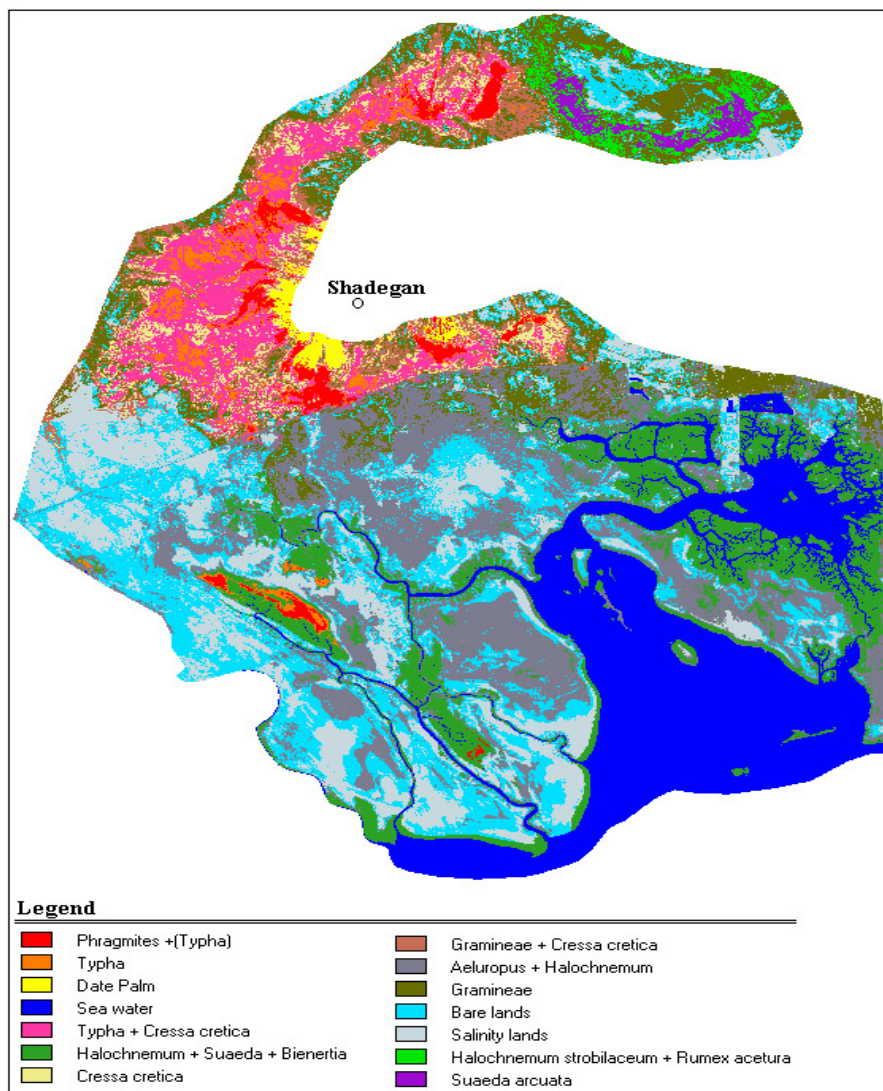 Shadegan
Legend
Phragmites +(Typha)
Typha
Date Palm
Sea water
Typha + Cressa cretica
Halochnemum + Suaeda + Bienertia
Cressa cretica
Gramineae + Cressa cretica
Aeluropus + Halochnemum
Gramineae
Bare lands
Salinity lands
Halochnemum strobilaceum + Rumex acetura
Suaeda arcuata